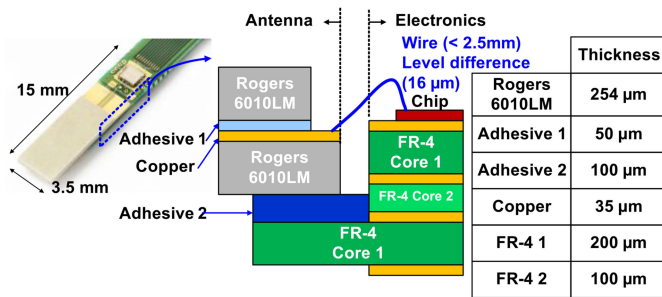 Antenna
Electronics
Wire (< 2.5mm)
Level difference
(16 µm)
Chip
15 mm
3.5 mm
Rogers
6010LM
Adhesive 1
Copper
Rogers
6010LM
Adhesive 2
FR-4
Core 1
FR-4 Core 2
FR-4
Core 1
Thickness
Rogers
6010LM
254 µm
Adhesive 1
50 µm
Adhesive 2
100 µm
Copper
35 µm
FR-4 1
200 µm
FR-4 2
100 µm